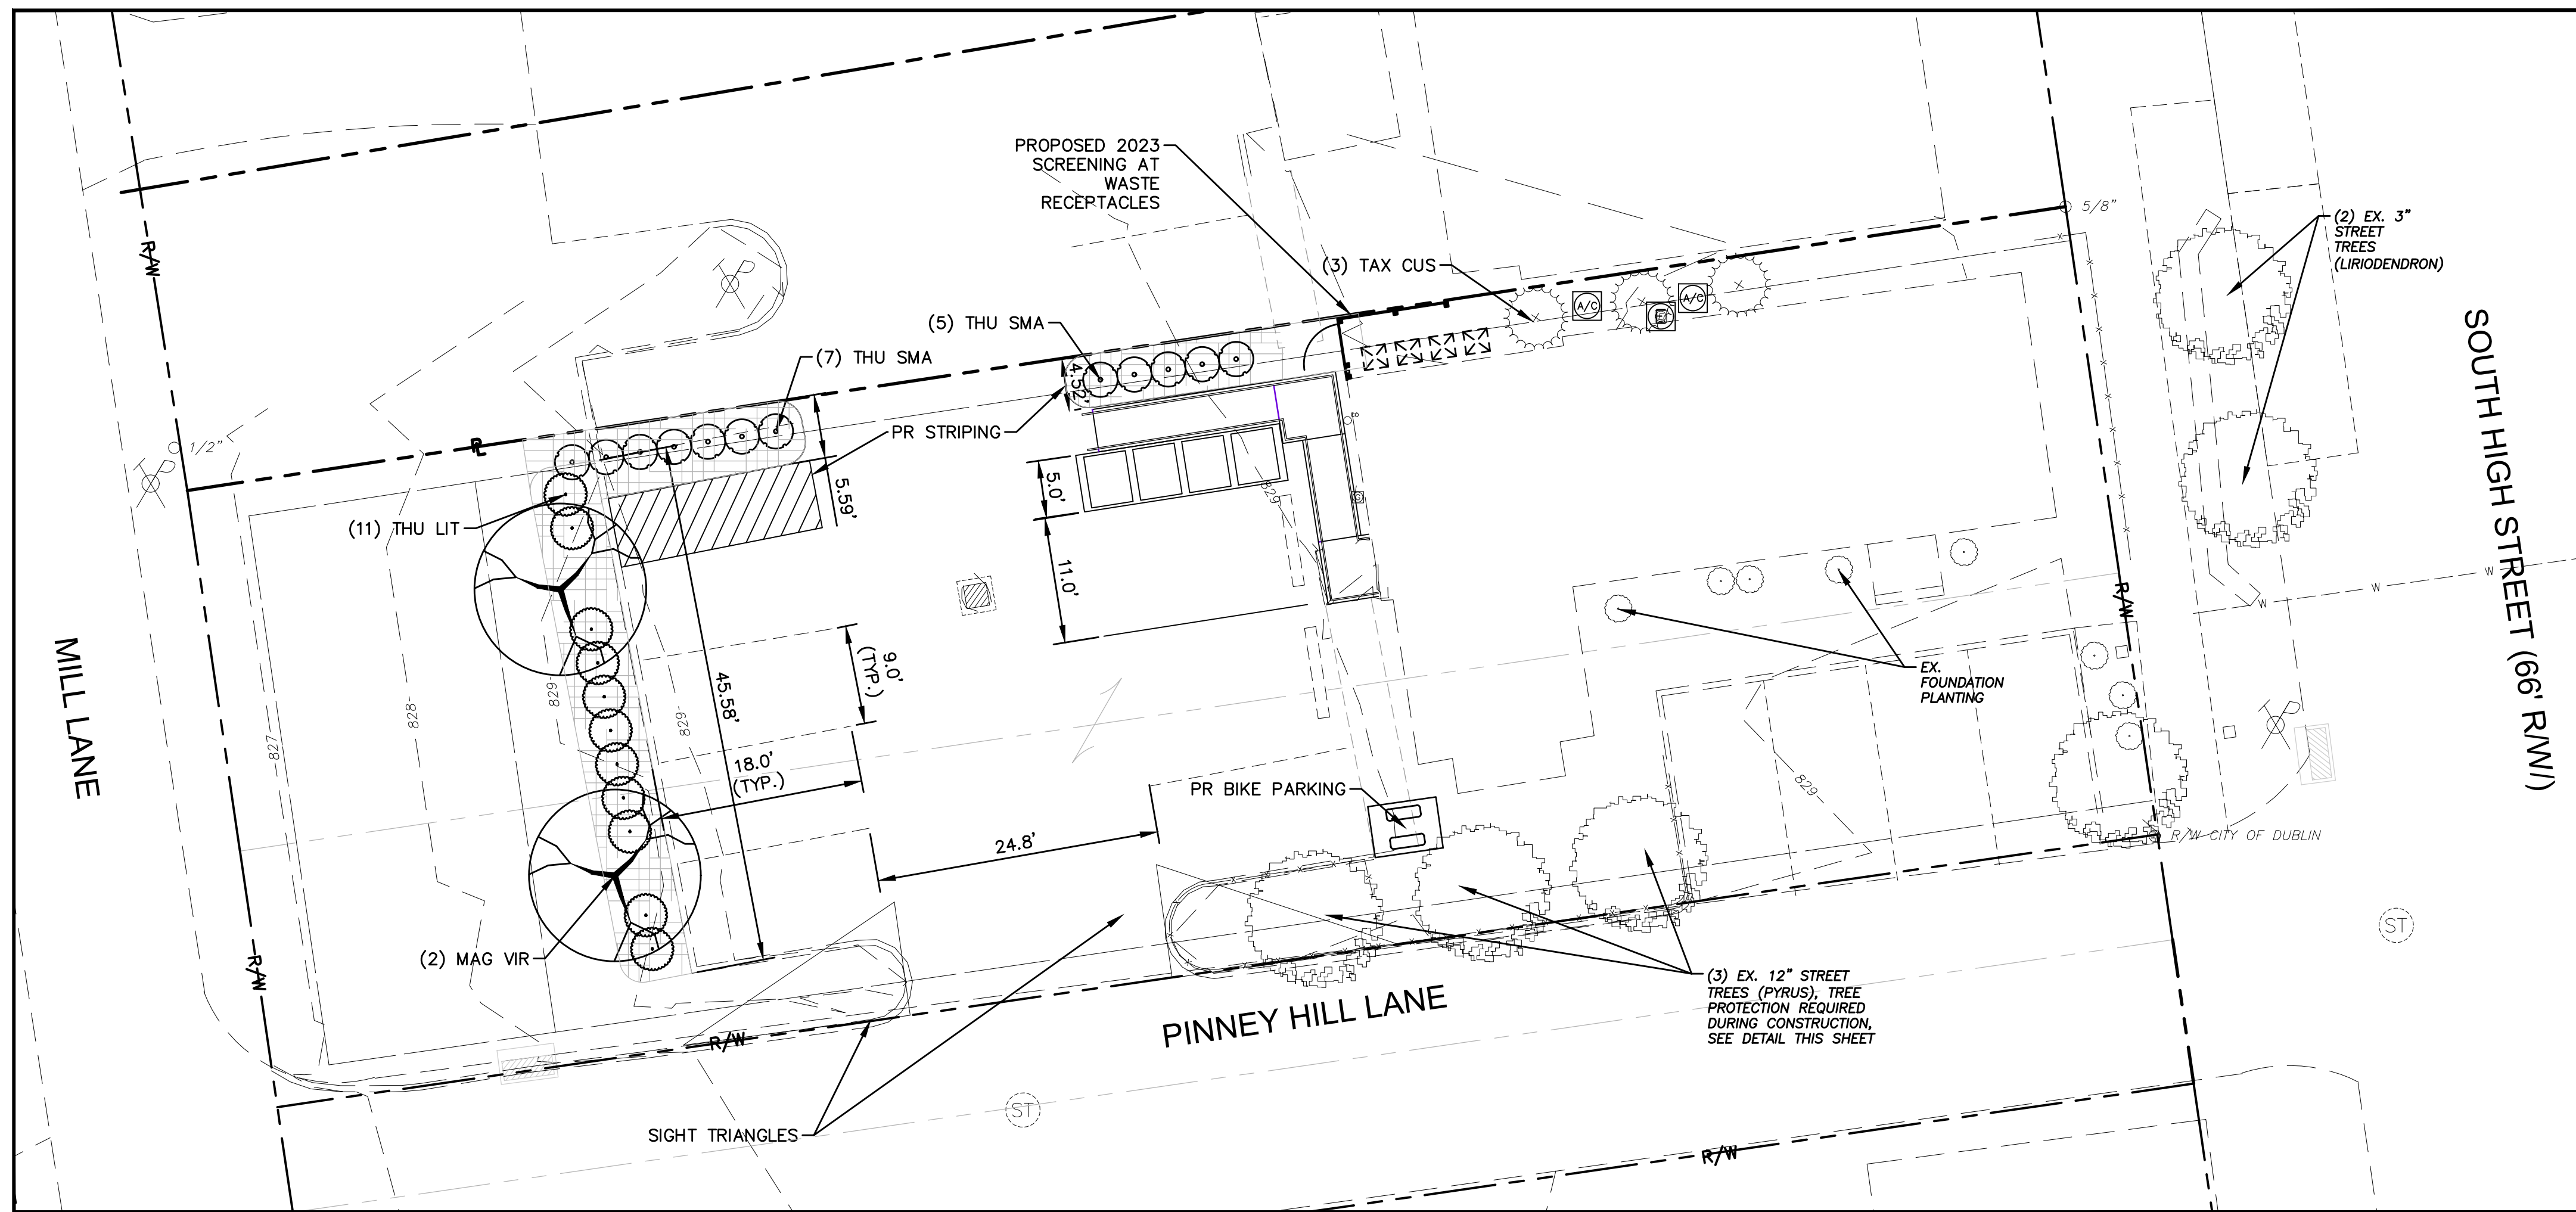 PROPOSED 2023
SCREENING AT
WASTE
RECEPTACLES
R/W
5/8"
(2) EX. 3"
STREET
TREES
(LIRIODENDRON)
(3) TAX CUS
A/C
A/C
E
(5) THU SMA
(7) THU SMA
4.52'
PR STRIPING
PL
1/2"
5.59'
5.0'
829
(11) THU LIT
11.0'
SOUTH HIGH STREET (66' R/W/)
W
W
W
R/W
MILL LANE
9.0'
(TYP.)
45.58'
EX.
FOUNDATION
PLANTING
827
828
829
829
18.0'
(TYP.)
PR BIKE PARKING
829
24.8'
R/W CITY OF DUBLIN
ST
(2) MAG VIR
R/W
(3) EX. 12" STREET
TREES (PYRUS), TREE
PROTECTION REQUIRED
DURING CONSTRUCTION,
SEE DETAIL THIS SHEET
PINNEY HILL LANE
R/W
ST
SIGHT TRIANGLES
R/W